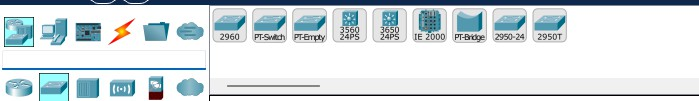 2960
PT-Switch
PT-Empty
3560
24PS
3650
24PS
IE 2000
PT-Bridge
2950-24
2950T